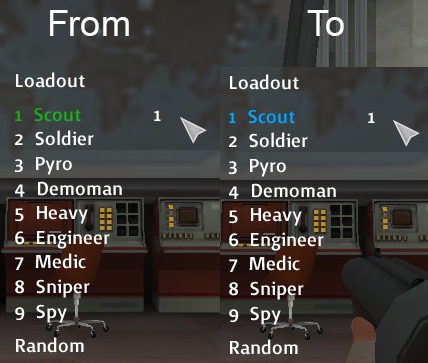 From
Loadout
1 Scout 1
2 Soldier
3 Pyro
4 Demoman
5 Heavy
6 Engineer
7 Medic
8 Sniper
9 Spy
Random
To
Loadout
1 Scout 1
2 Soldier
3 Pyro
4 Demoman
5 Heavy
6 Engineer
7 Medic
8 Sniper
9 Spy
Random